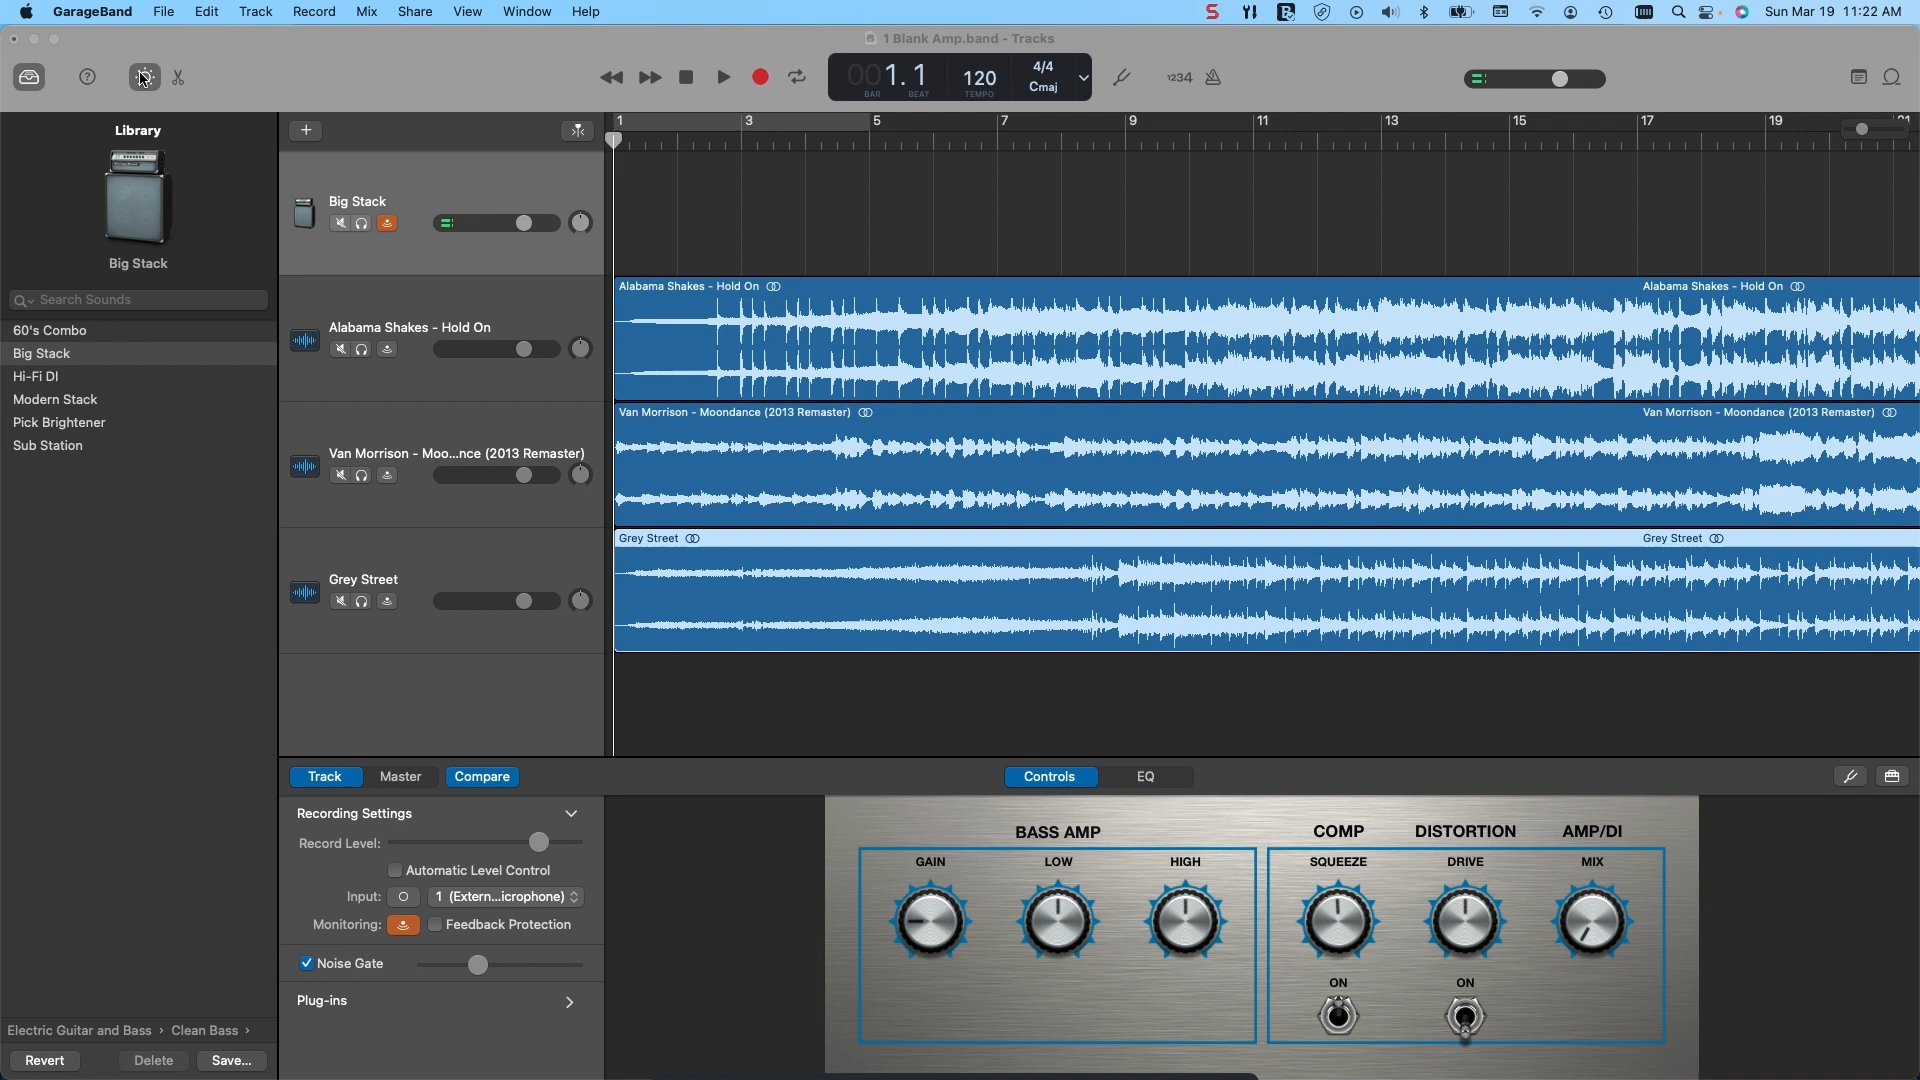 GarageBand File Edit Track Record Mix Share View Window Help Sun Mar 19 11:22 AM
1 Blank Amp.band - Tracks
001.1 120 4/4 Cmaj 1234
BAR BEAT TEMPO
Library
Big Stack
Search Sounds
60's Combo
Big Stack
Hi-Fi DI
Modern Stack
Pick Brightener
Sub Station
Electric Guitar and Bass › Clean Bass ›
Revert Delete Save...
1 3 5 7 9 11 13 15 17 19 21
Big Stack
Alabama Shakes - Hold On
Alabama Shakes - Hold On Alabama Shakes - Hold On
Van Morrison - Moo...nce (2013 Remaster)
Van Morrison - Moondance (2013 Remaster) Van Morrison - Moondance (2013 Remaster)
Grey Street
Grey Street Grey Street
Track Master Compare Controls EQ
Recording Settings
Record Level:
Automatic Level Control
Input: 1 (Extern...icrophone)
Monitoring: Feedback Protection
Noise Gate
Plug-ins
BASS AMP COMP DISTORTION AMP/DI
GAIN LOW HIGH SQUEEZE DRIVE MIX
ON ON